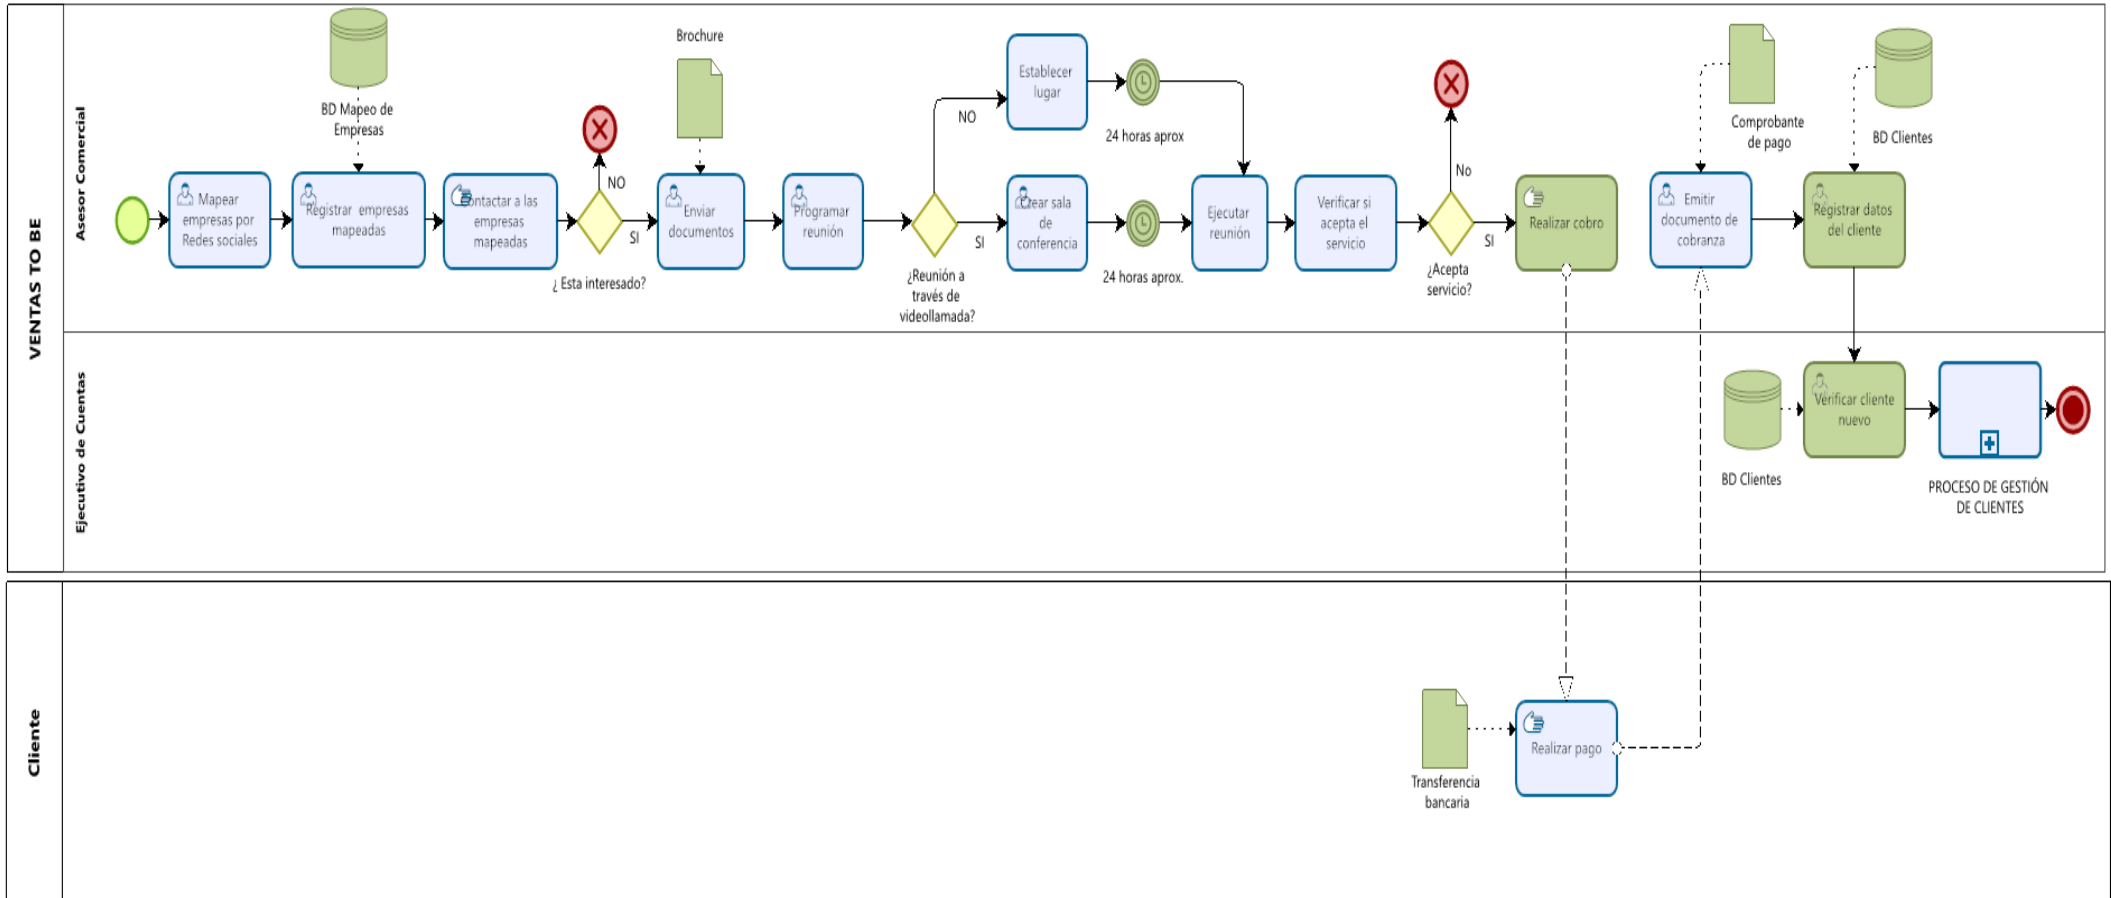 VENTAS TO BE
Asesor Comercial
BD Mapeo de
Empresas
Mapear
empresas por
Redes sociales
Registrar empresas
mapeadas
Contactar a las
empresas
mapeadas
NO
SI
¿ Esta interesado?
Brochure
Enviar
documentos
Programar
reunión
¿Reunión a
través de
videollamada?
NO
SI
Establecer
lugar
24 horas aprox
Crear sala
de
conferencia
24 horas aprox.
Ejecutar
reunión
Verificar si
acepta el
servicio
No
SI
¿Acepta
servicio?
Realizar cobro
Comprobante
de pago
Emitir
documento de
cobranza
BD Clientes
Registrar datos
del cliente
Ejecutivo de Cuentas
BD Clientes
Verificar cliente
nuevo
PROCESO DE GESTIÓN
DE CLIENTES
Cliente
Transferencia
bancaria
Realizar pago